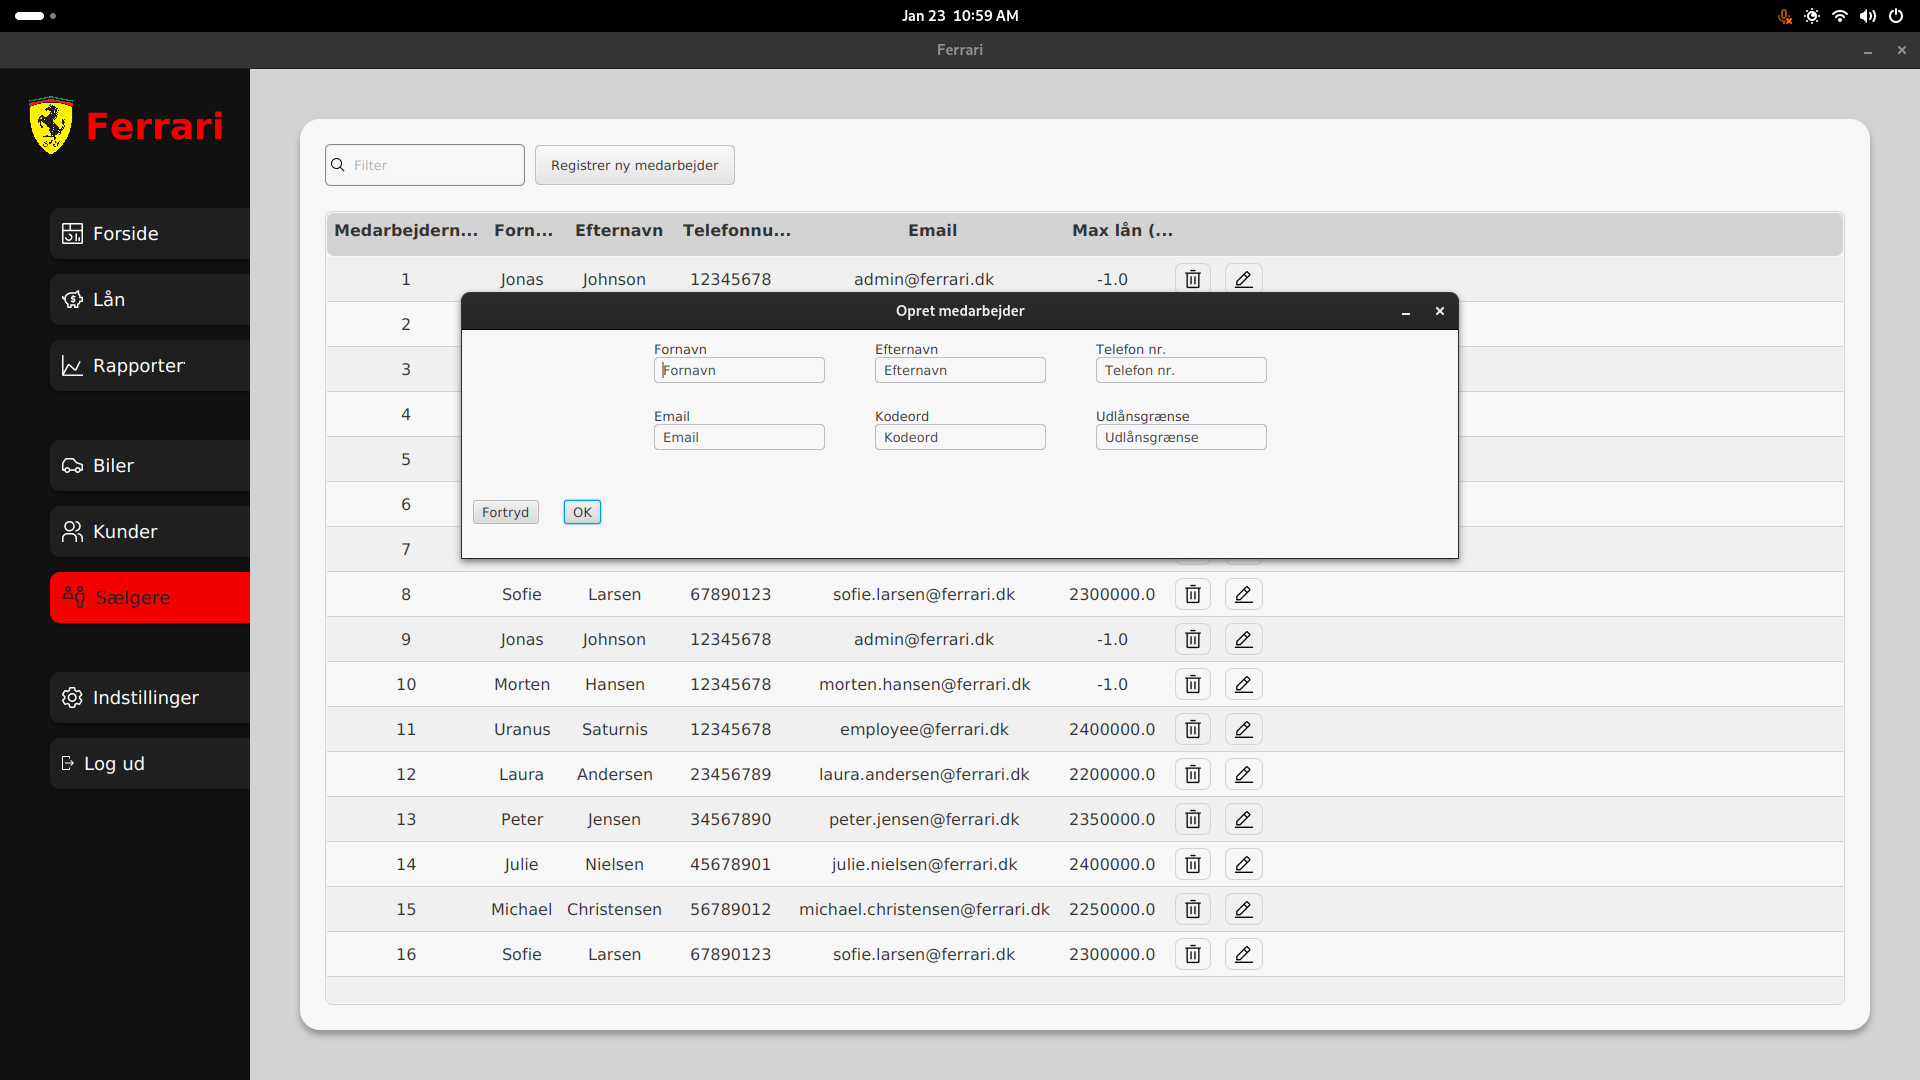 Jan 23 10:59 AM
Ferrari
Ferrari
Forside
Lån
Rapporter
Biler
Kunder
Sælgere
Indstillinger
Log ud
Filter
Registrer ny medarbejder
Medarbejdern... Forn... Efternavn Telefonnu... Email Max lån (...
1 Jonas Johnson 12345678 admin@ferrari.dk -1.0
2
3
4
5
6
7
Opret medarbejder
Fornavn Efternavn Telefon nr.
Fornavn Efternavn Telefon nr.
Email Kodeord Udlånsgrænse
Email Kodeord Udlånsgrænse
Fortryd OK
8 Sofie Larsen 67890123 sofie.larsen@ferrari.dk 2300000.0
9 Jonas Johnson 12345678 admin@ferrari.dk -1.0
10 Morten Hansen 12345678 morten.hansen@ferrari.dk -1.0
11 Uranus Saturnis 12345678 employee@ferrari.dk 2400000.0
12 Laura Andersen 23456789 laura.andersen@ferrari.dk 2200000.0
13 Peter Jensen 34567890 peter.jensen@ferrari.dk 2350000.0
14 Julie Nielsen 45678901 julie.nielsen@ferrari.dk 2400000.0
15 Michael Christensen 56789012 michael.christensen@ferrari.dk 2250000.0
16 Sofie Larsen 67890123 sofie.larsen@ferrari.dk 2300000.0